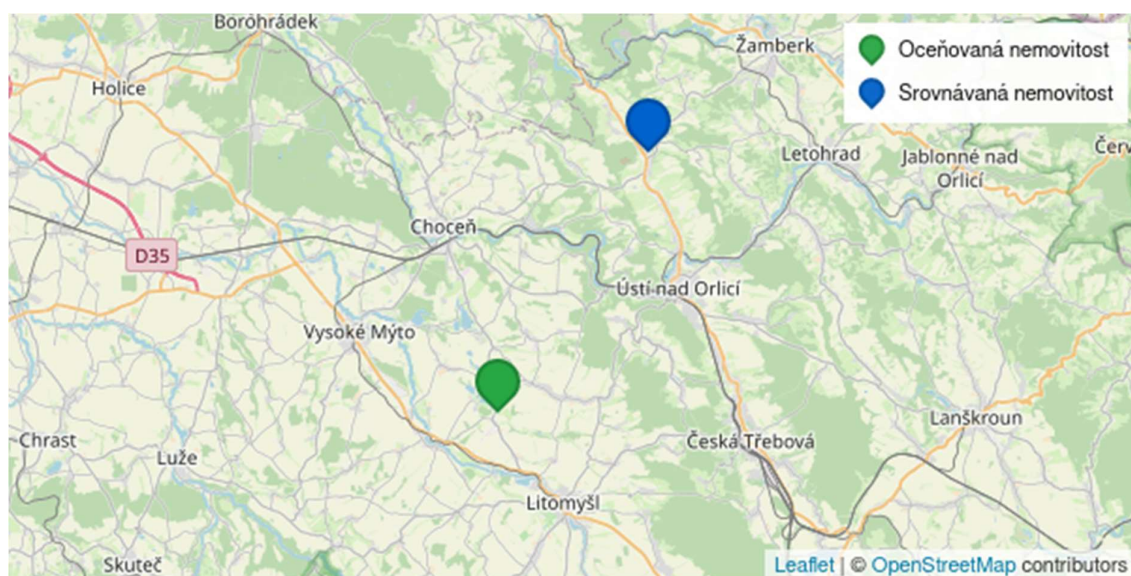 Borohrádek
Žamberk
Oceňovaná nemovitost
Srovnávaná nemovitost
Holice
Letohrad
Jablonné nad
Orlicí
Choceň
D35
Ústí nad Orlicí
Vysoké Mýto
Lanškroun
Chrast
Česká Třebová
Luže
Litomyšl
Skuteč
Leaflet | © OpenStreetMap contributors